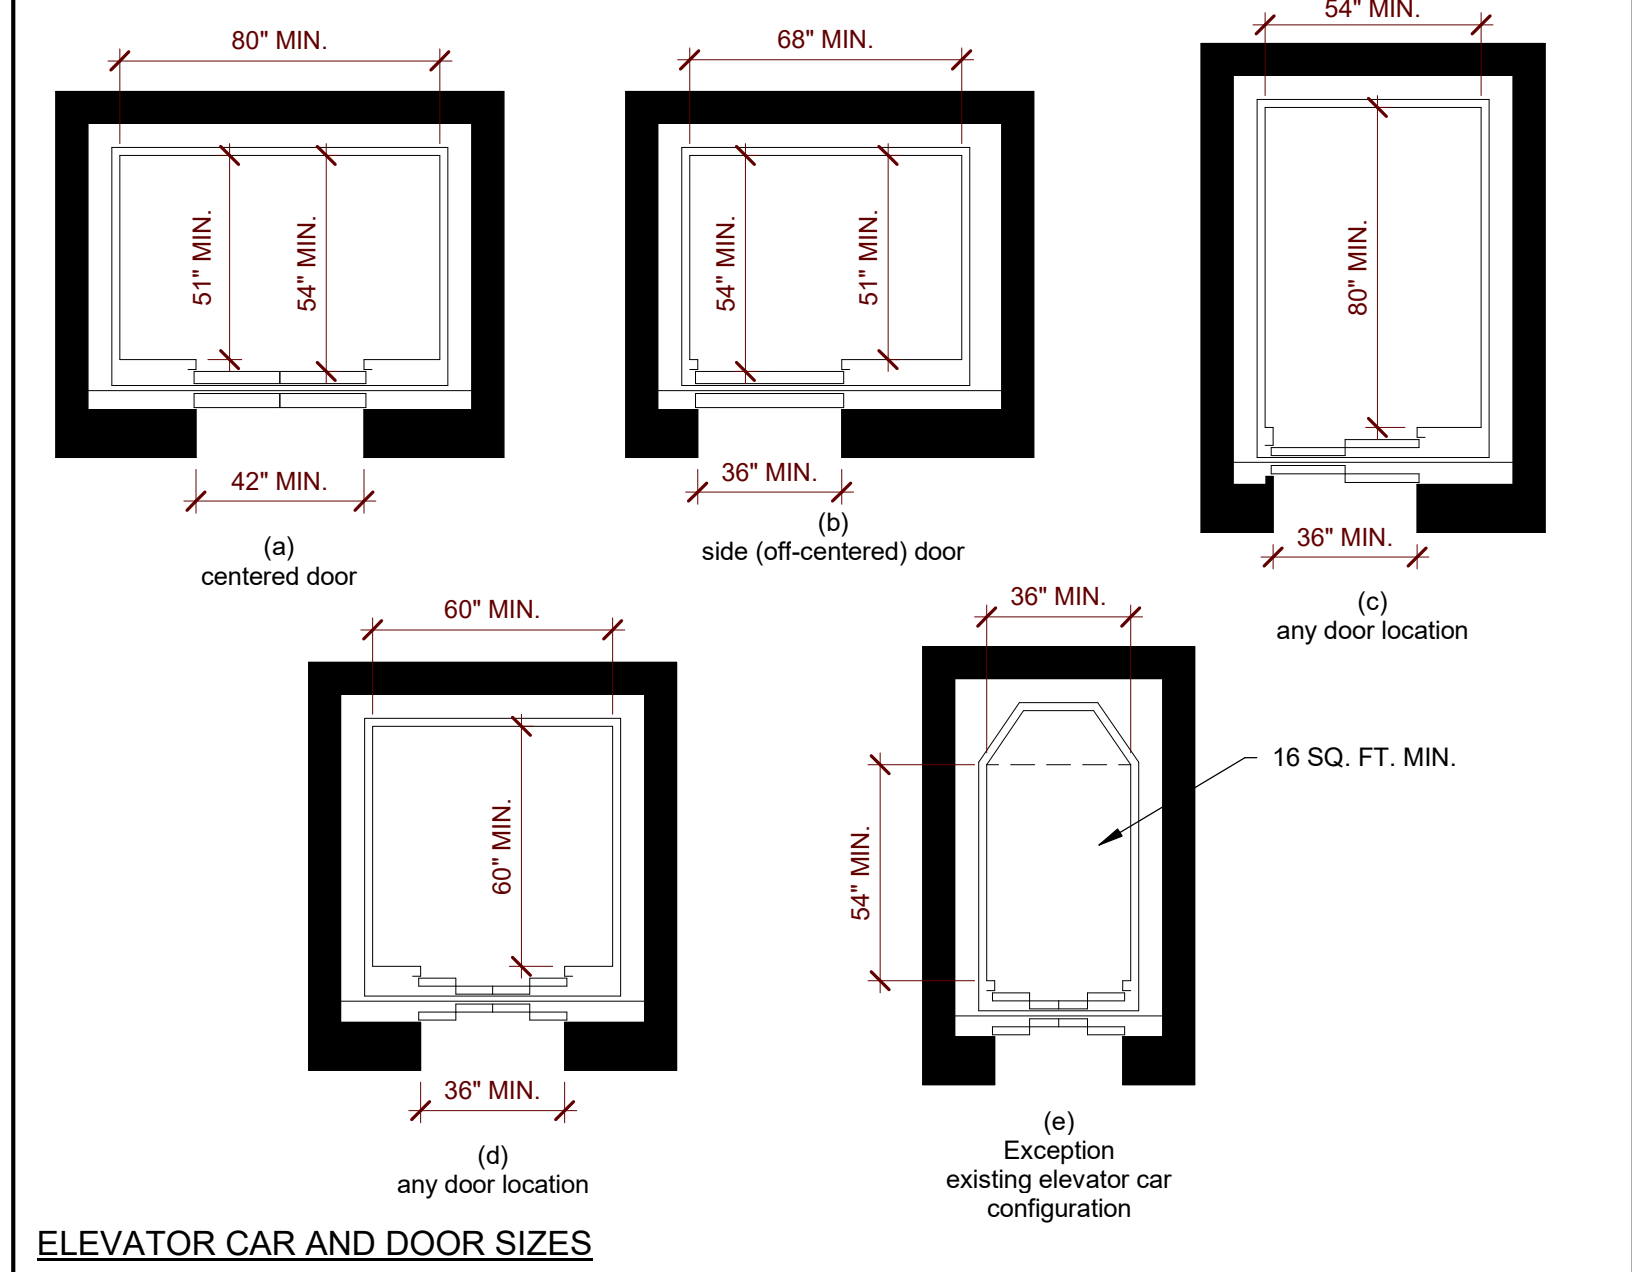 80" MIN.
51" MIN.
54" MIN.
42" MIN.
(a)
centered door
68" MIN.
54" MIN.
51" MIN.
36" MIN.
(b)
side (off-centered) door
54" MIN.
80" MIN.
36" MIN.
(c)
any door location
60" MIN.
60" MIN.
36" MIN.
(d)
any door location
36" MIN.
54" MIN.
16 SQ. FT. MIN.
(e)
Exception
existing elevator car
configuration
ELEVATOR CAR AND DOOR SIZES